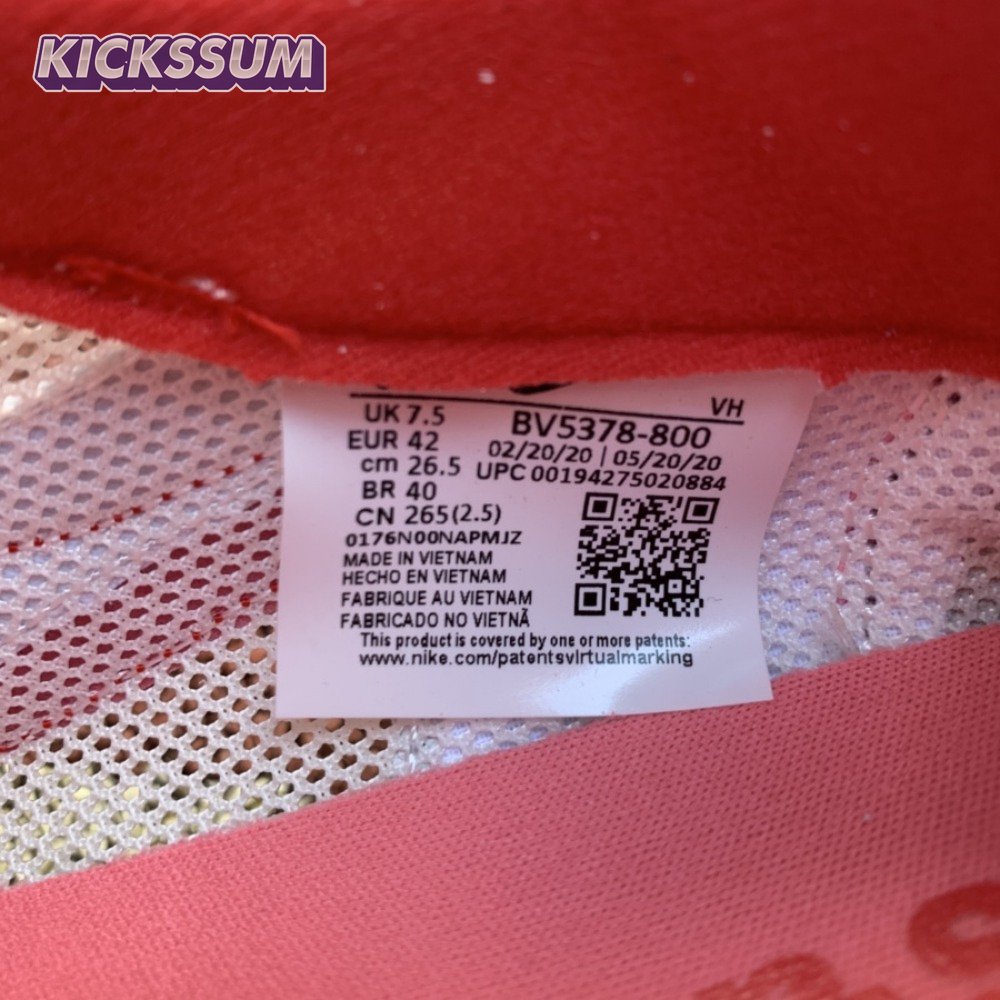 KICKSSUM
VH
UK 7.5
EUR 42
cm 26.5
BR 40
CN 265(2.5)
BV5378-800
02/20/20 | 05/20/20
UPC 00194275020884
0176N00NAPMJZ
MADE IN VIETNAM
HECHO EN VIETNAM
FABRIQUE AU VIETNAM
FABRICADO NO VIETNÃ
This product is covered by one or more patents:
www.nike.com/patentsvirtualmarking